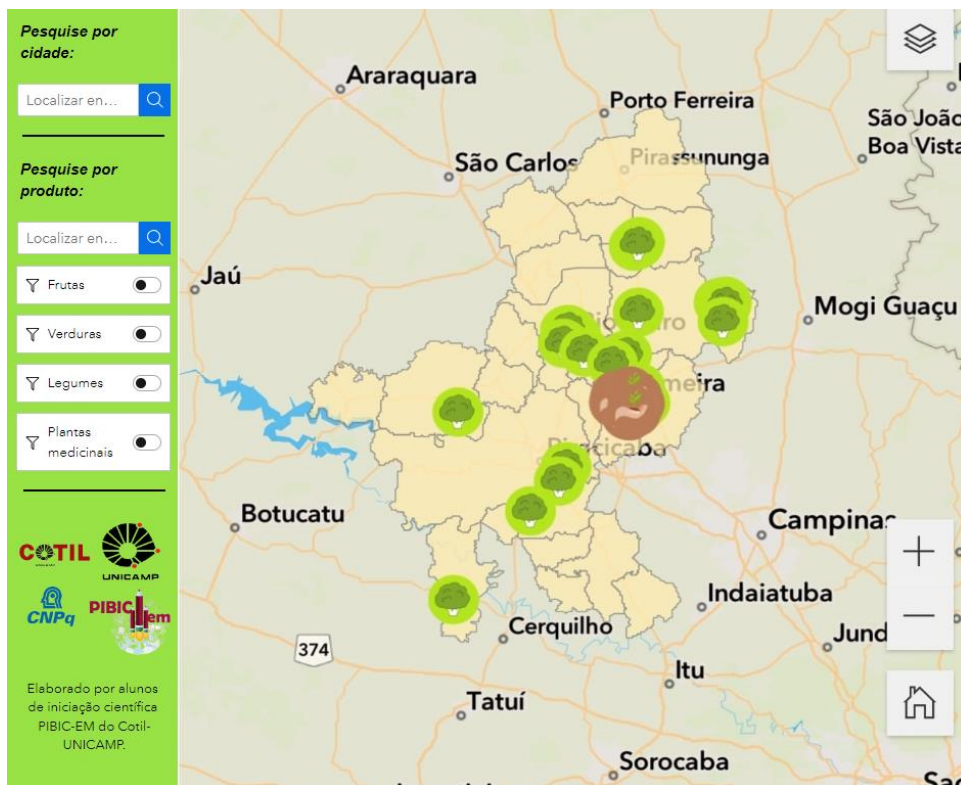 Pesquise por
cidade:
Localizar en...
Pesquise por
produto:
Localizar en...
Frutas
Verduras
Legumes
Plantas
medicinais
COTIL
UNICAMP
UNICAMP
CNPq
PIBIC
em
Elaborado por alunos
de iniciação científica
PIBIC-EM do Cotil-
UNICAMP.
Araraquara
Porto Ferreira
São João
Boa Vista
São Carlos
Pirassununga
Jaú
Mogi Guaçu
Botucatu
Campinas
Indaiatuba
Cerquilho
374
Jund
Itu
Tatuí
Sorocaba